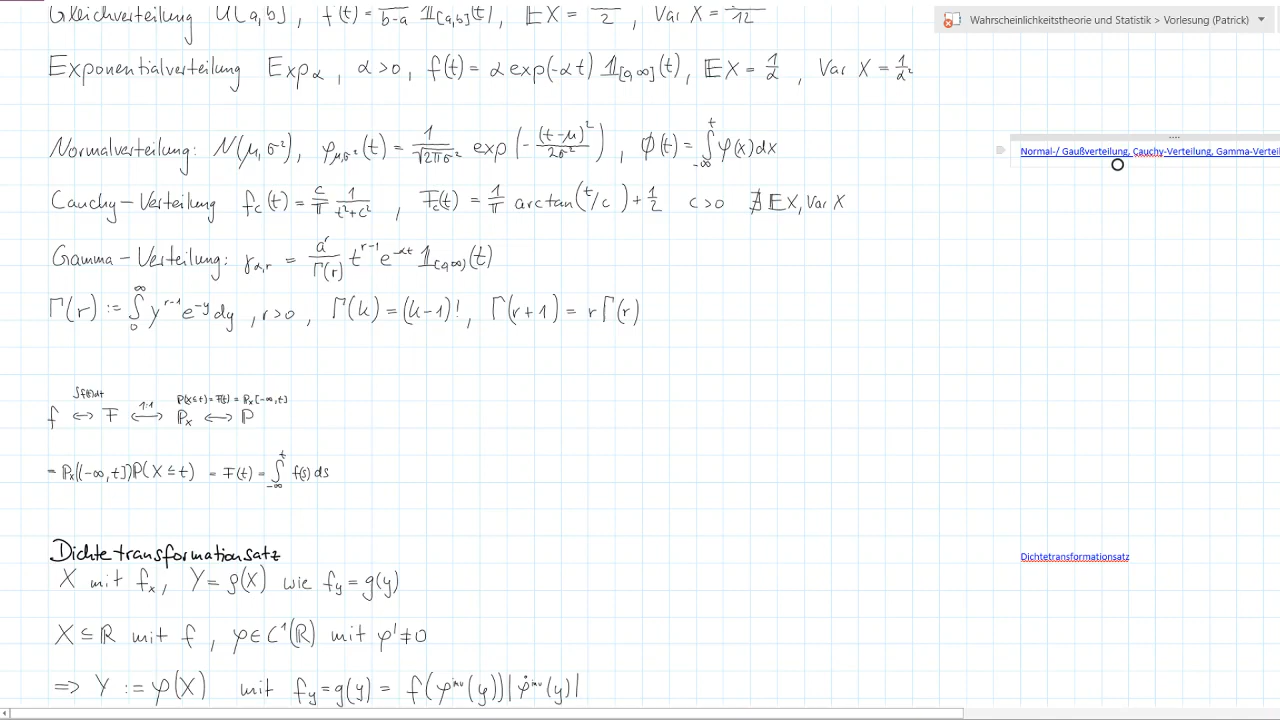 Gleichverteilung U[a,b], f(t) = 1/(b-a) 𝟙[a,b](t), 𝔼X = /2, Var X = /12
Wahrscheinlichkeitstheorie und Statistik > Vorlesung (Patrick)
Exponentialverteilung Exp_α, α>0, f(t) = α exp(-αt) 𝟙[0,∞](t), 𝔼X = 1/α, Var X = 1/α²
Normalverteilung: N(μ,σ²) φ_μ,σ²(t) = 1/√(2πσ²) exp(-(t-μ)²/2σ²), ϕ(t) = ∫_{-∞}^{t} φ(x)dx
Normal-/ Gaußverteilung, Cauchy-Verteilung, Gamma-Verteil
Cauchy-Verteilung f_c(t) = c/π 1/(t²+c²), F_c(t) = 1/π arctan(t/c) + 1/2 c>0 ∄ 𝔼X, Var X
Gamma-Verteilung: γ_α,r = a^r/Γ(r) t^{r-1} e^{-αt} 𝟙[0,∞)(t)
Γ(r) := ∫_0^∞ y^{r-1} e^{-y} dy, r>0, Γ(k) = (k-1)!, Γ(r+1) = rΓ(r)
∫f(t)dt 1:1 P(X≤t) = F(t) = P_x[-∞,t]
f ↔ F ↔ P_x ↔ P
= P_x((-∞,t])P(X≤t) = F(t) = ∫_{-∞}^{t} f(s)ds
Dichtetransformationsatz
Dichtetransformationsatz
X mit f_x, Y = ρ(X) wie f_y = g(y)
X ⊆ ℝ mit f, φ∈C¹(ℝ) mit φ' ≠ 0
⇒ Y := φ(X) mit f_y = g(y) = f(φ^inv(y))|φ̇^inv(y)|